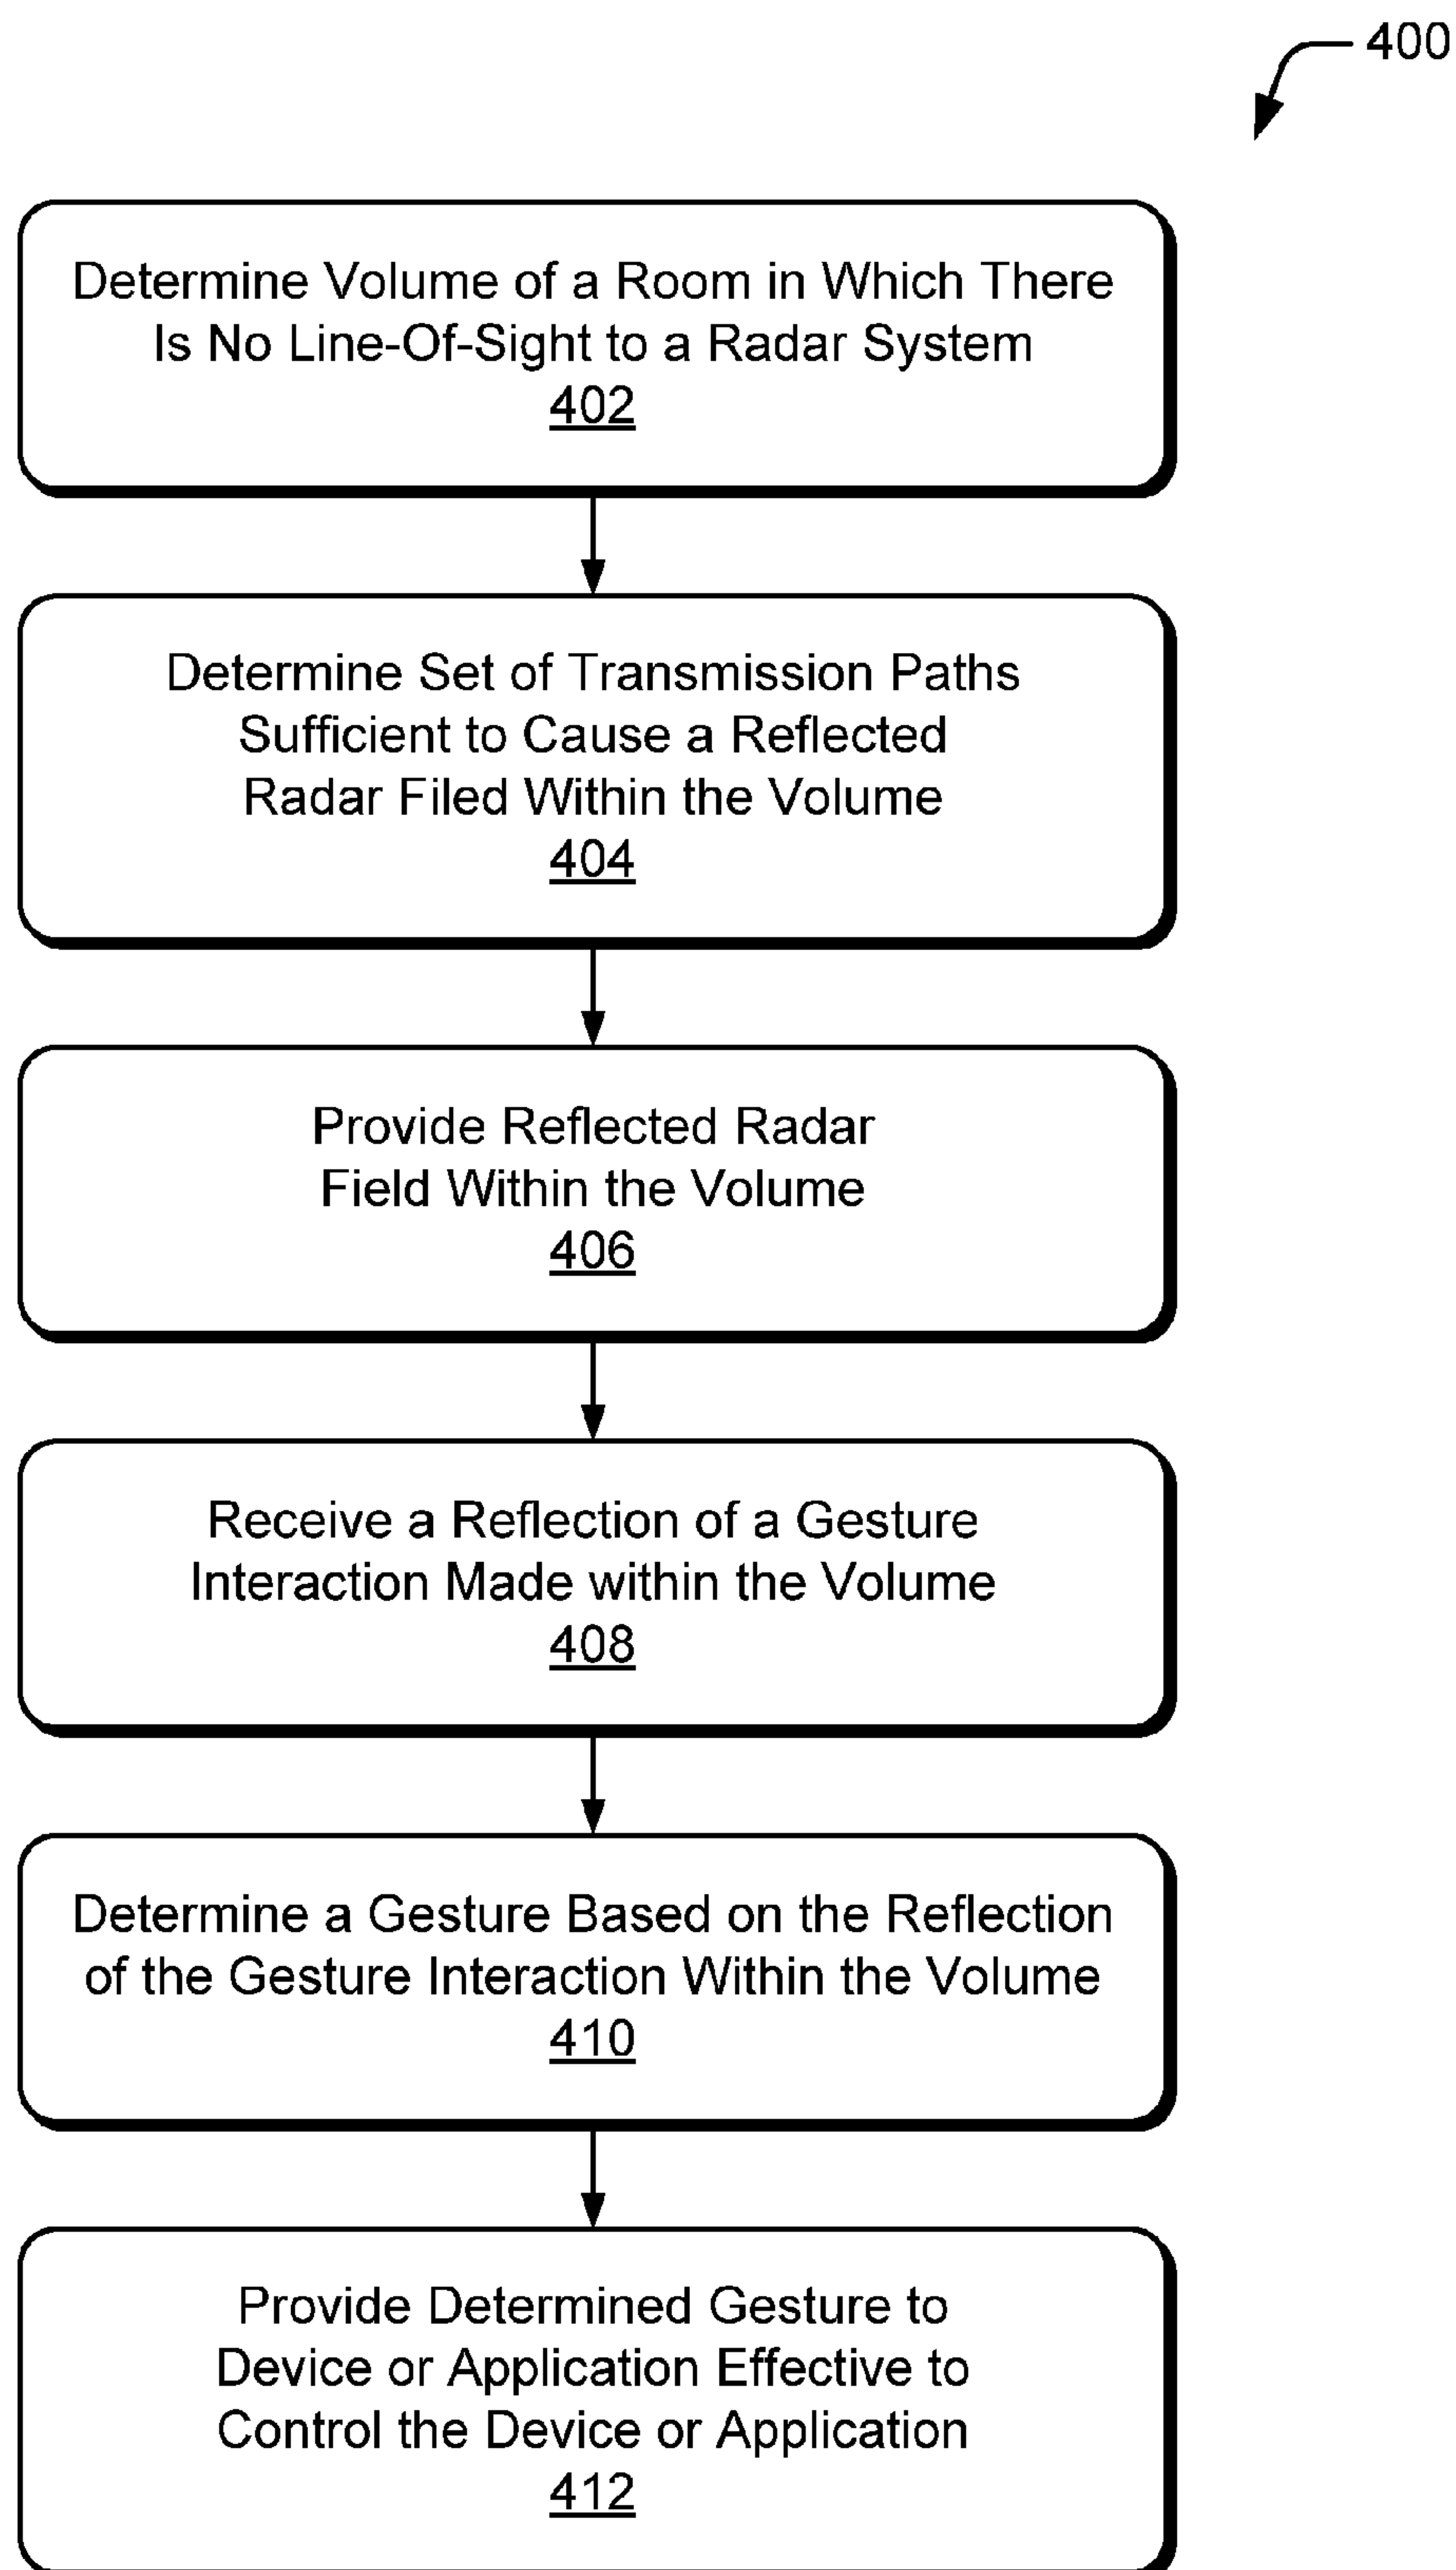 400
Determine Volume of a Room in Which There
Is No Line-Of-Sight to a Radar System
402
Determine Set of Transmission Paths
Sufficient to Cause a Reflected
Radar Filed Within the Volume
404
Provide Reflected Radar
Field Within the Volume
406
Receive a Reflection of a Gesture
Interaction Made within the Volume
408
Determine a Gesture Based on the Reflection
of the Gesture Interaction Within the Volume
410
Provide Determined Gesture to
Device or Application Effective to
Control the Device or Application
412